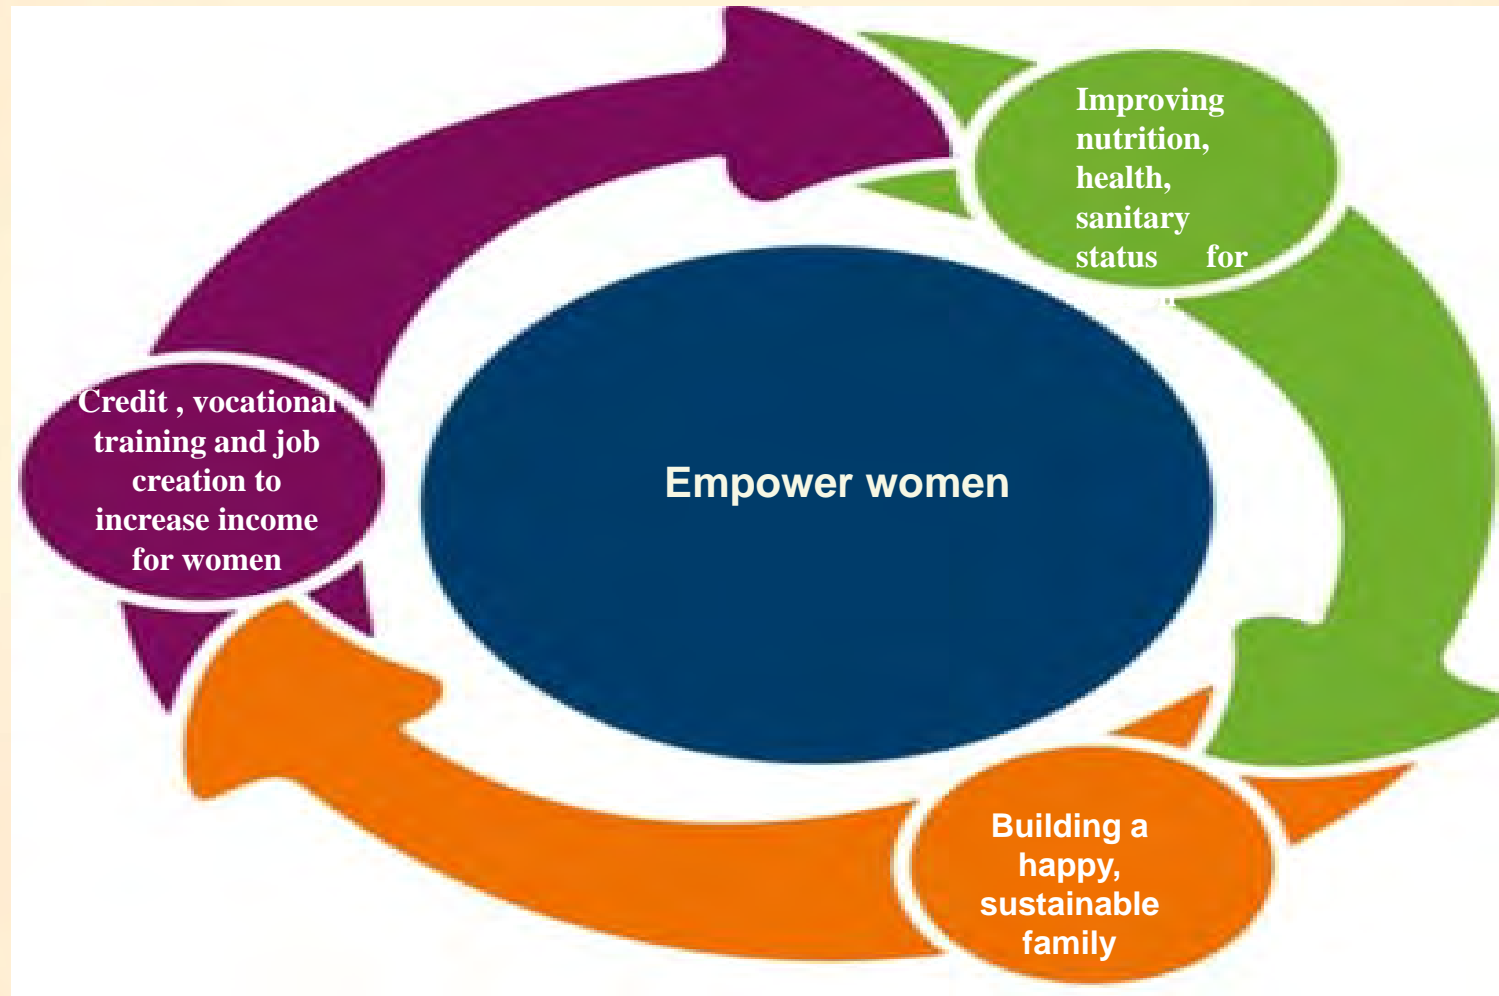 Improving
nutrition,
health,
sanitary
status for
Credit , vocational
training and job
creation to
increase income
for women
Empower women
Building a
happy,
sustainable
family